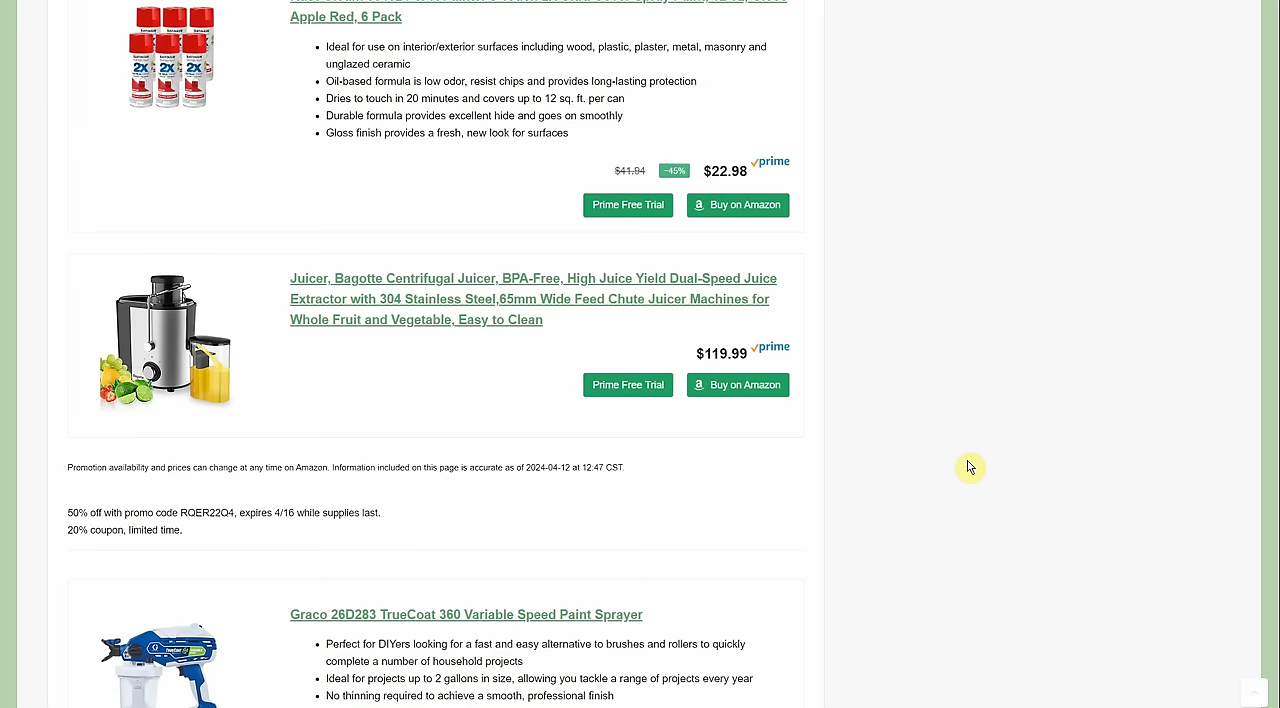 Apple Red, 6 Pack
Ideal for use on interior/exterior surfaces including wood, plastic, plaster, metal, masonry and
unglazed ceramic
Oil-based formula is low odor, resist chips and provides long-lasting protection
Dries to touch in 20 minutes and covers up to 12 sq. ft. per can
Durable formula provides excellent hide and goes on smoothly
Gloss finish provides a fresh, new look for surfaces
$41.94 −45% $22.98 prime
Prime Free Trial Buy on Amazon
2X 2X 2X
Juicer, Bagotte Centrifugal Juicer, BPA-Free, High Juice Yield Dual-Speed Juice
Extractor with 304 Stainless Steel,65mm Wide Feed Chute Juicer Machines for
Whole Fruit and Vegetable, Easy to Clean
$119.99 prime
Prime Free Trial Buy on Amazon
Promotion availability and prices can change at any time on Amazon. Information included on this page is accurate as of 2024-04-12 at 12:47 CST.
50% off with promo code RQER22Q4, expires 4/16 while supplies last.
20% coupon, limited time.
Graco 26D283 TrueCoat 360 Variable Speed Paint Sprayer
Perfect for DIYers looking for a fast and easy alternative to brushes and rollers to quickly
complete a number of household projects
Ideal for projects up to 2 gallons in size, allowing you tackle a range of projects every year
No thinning required to achieve a smooth, professional finish